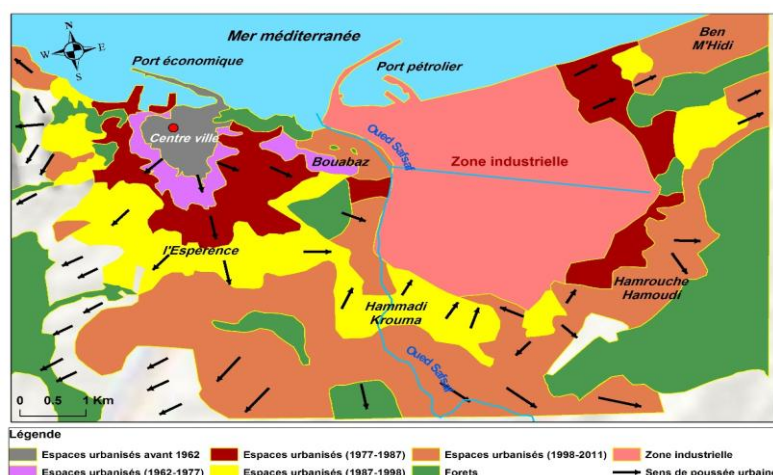 N
W E
S
Mer méditerranée
Ben
M'Hidi
Port économique
Port pétrolier
Centre ville
Oued Safsaf
Bouabaz
Zone industrielle
l'Espérence
Hamrouche
Hamoudi
Hammadi
Krouma
Oued Safsaf
0 0.5 1 Km
Légende
Espaces urbanisés avant 1962 Espaces urbanisés (1977-1987) Espaces urbanisés (1998-2011) Zone industrielle
Espaces urbanisés (1962-1977) Espaces urbanisés (1987-1998) Forets Sens de poussée urbaine